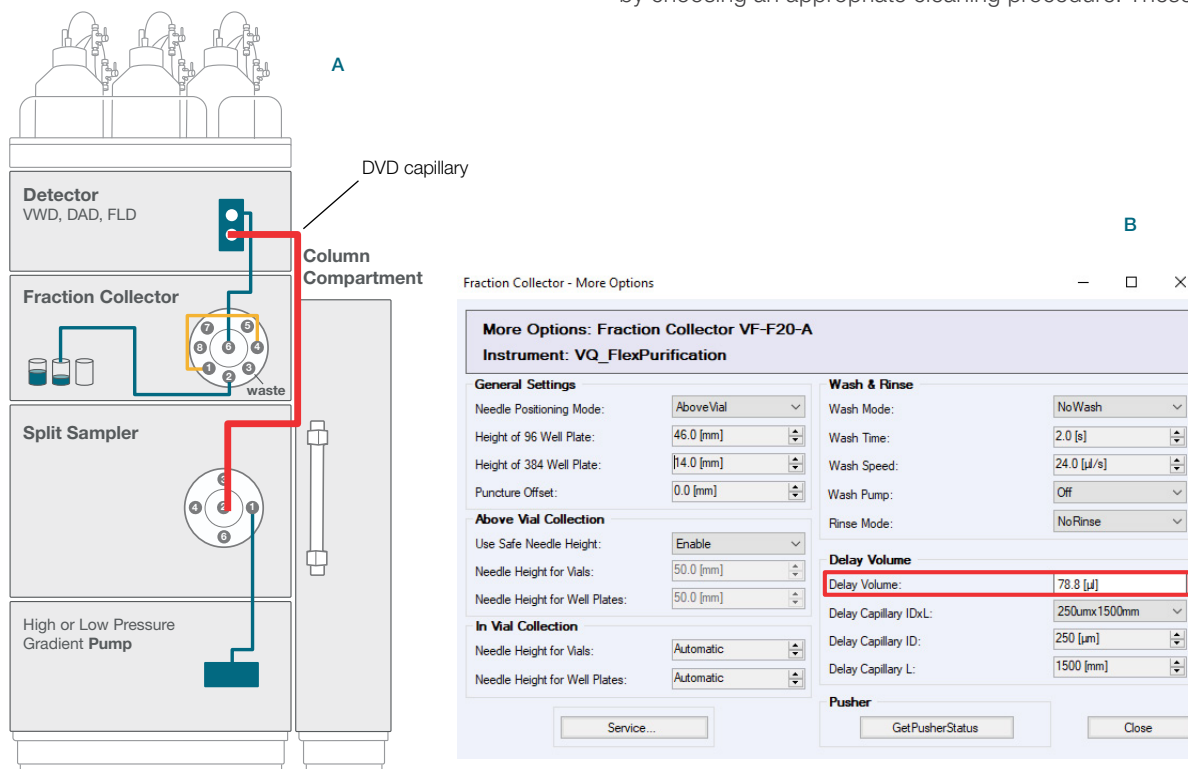 by choosing an appropriate cleaning procedure. These
A
DVD capillary
Detector
VWD, DAD, FLD
Column
Compartment
Fraction Collector
7
5
8
6
4
1
3
2
waste
Split Sampler
3
4
2
1
6
High or Low Pressure
Gradient Pump
B
Fraction Collector - More Options
More Options: Fraction Collector VF-F20-A
Instrument: VQ_FlexPurification
General Settings
Needle Positioning Mode: AboveVial
Height of 96 Well Plate: 46.0 [mm]
Height of 384 Well Plate: 14.0 [mm]
Puncture Offset: 0.0 [mm]
Above Vial Collection
Use Safe Needle Height: Enable
Needle Height for Vials: 50.0 [mm]
Needle Height for Well Plates: 50.0 [mm]
In Vial Collection
Needle Height for Vials: Automatic
Needle Height for Well Plates: Automatic
Service...
Wash & Rinse
Wash Mode: NoWash
Wash Time: 2.0 [s]
Wash Speed: 24.0 [µl/s]
Wash Pump: Off
Rinse Mode: NoRinse
Delay Volume
Delay Volume: 78.8 [µl]
Delay Capillary IDxL: 250umx1500mm
Delay Capillary ID: 250 [µm]
Delay Capillary L: 1500 [mm]
Pusher
GetPusherStatus
Close